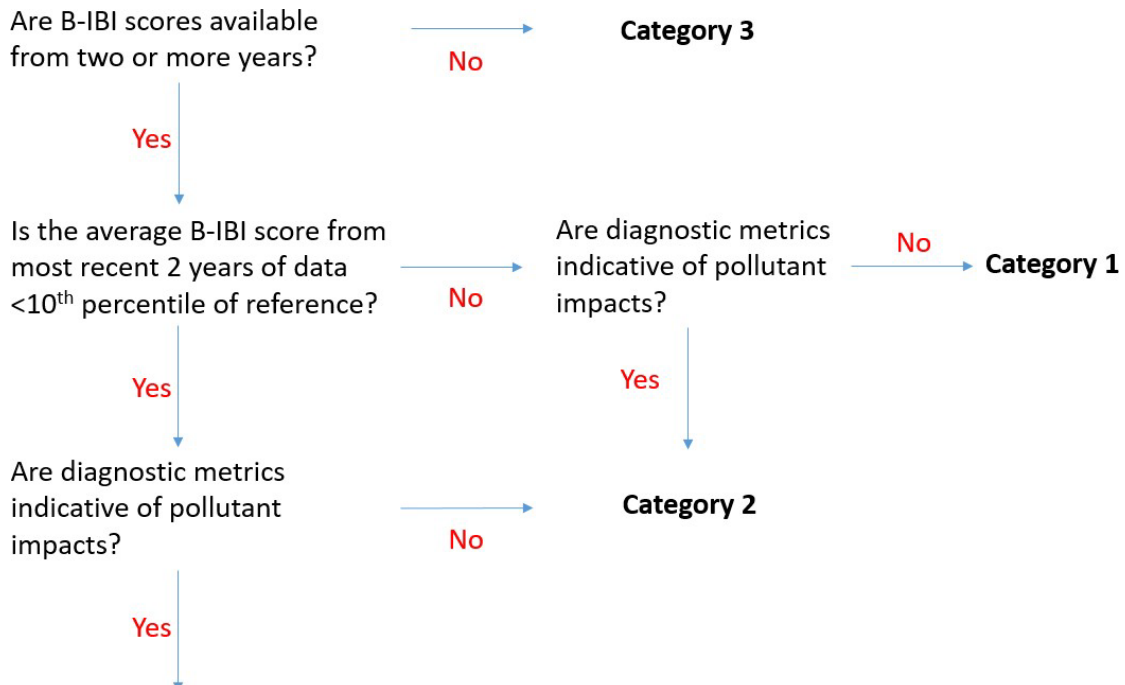 Are B-IBI scores available
from two or more years?
No
Category 3
Yes
Is the average B-IBI score from
most recent 2 years of data
<10th percentile of reference?
No
Are diagnostic metrics
indicative of pollutant
impacts?
No
Category 1
Yes
Yes
Are diagnostic metrics
indicative of pollutant
impacts?
No
Category 2
Yes